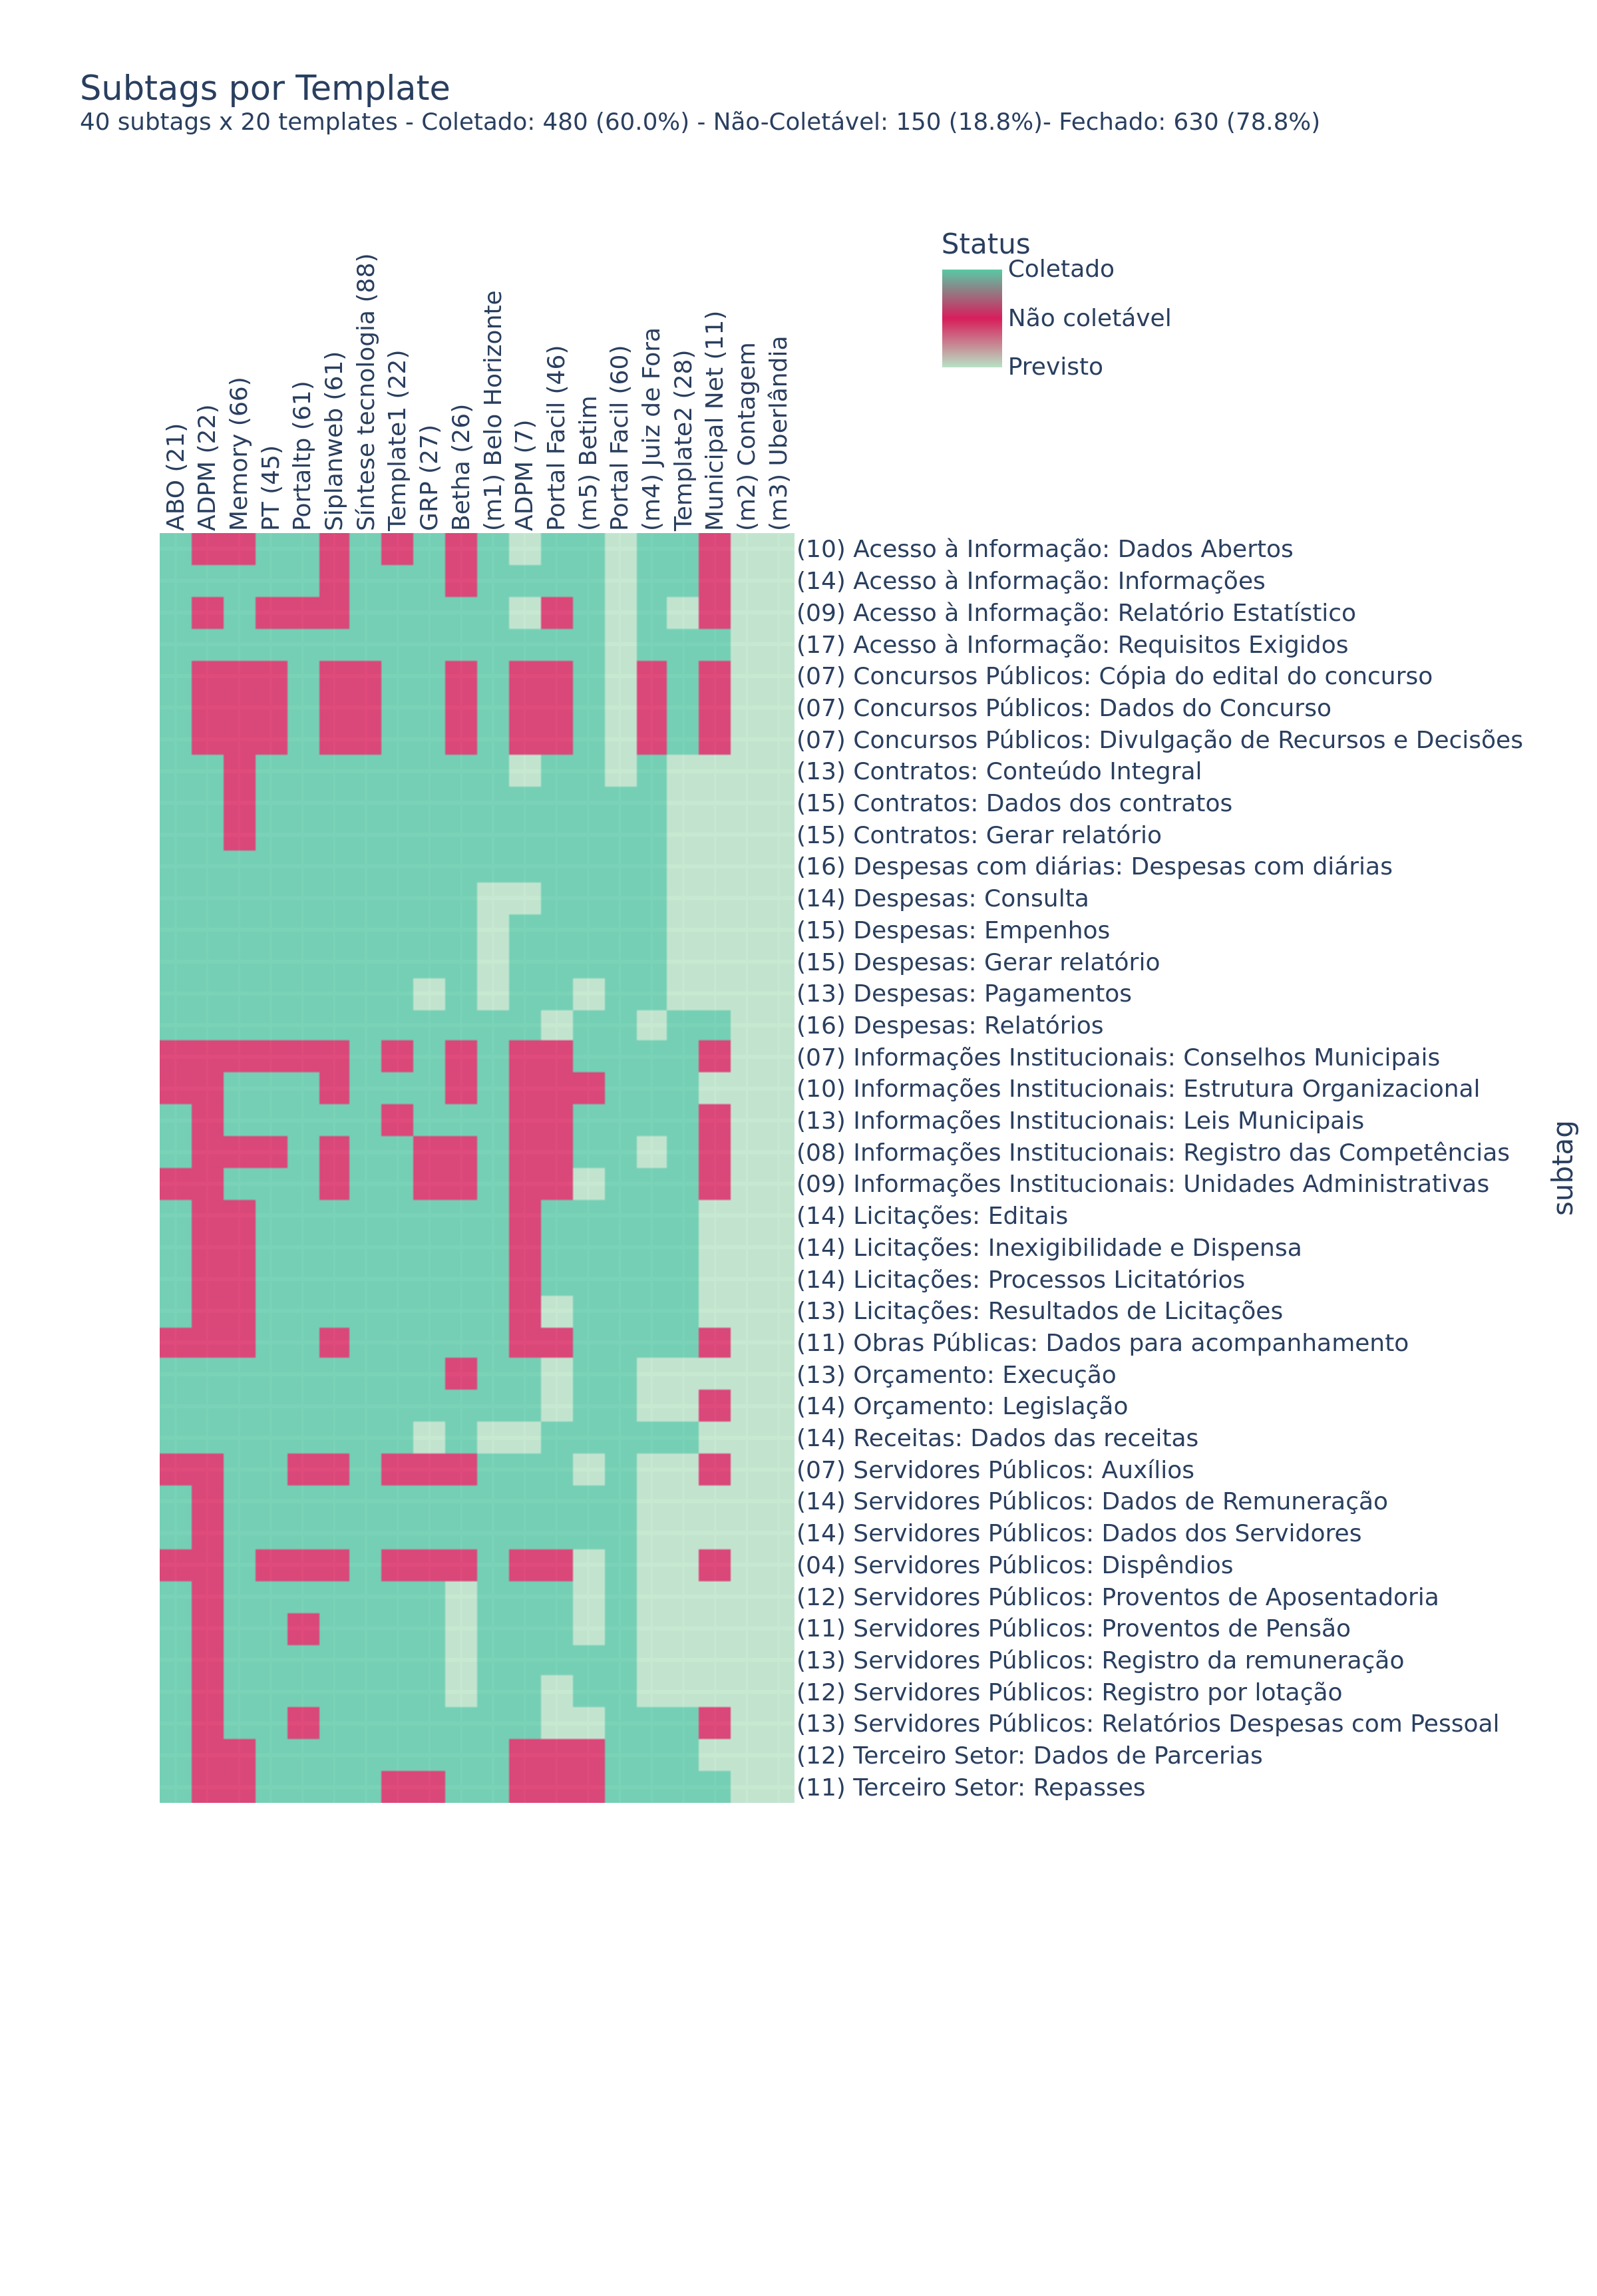 Subtags por Template
40 subtags x 20 templates - Coletado: 480 (60.0%) - Não-Coletável: 150 (18.8%)- Fechado: 630 (78.8%)
Status
Coletado
Não coletável
Previsto
ABO (21)
ADPM (22)
Memory (66)
PT (45)
Portaltp (61)
Siplanweb (61)
Síntese tecnologia (88)
Template1 (22)
GRP (27)
Betha (26)
(m1) Belo Horizonte
ADPM (7)
Portal Facil (46)
(m5) Betim
Portal Facil (60)
(m4) Juiz de Fora
Template2 (28)
Municipal Net (11)
(m2) Contagem
(m3) Uberlândia
(10) Acesso à Informação: Dados Abertos
(14) Acesso à Informação: Informações
(09) Acesso à Informação: Relatório Estatístico
(17) Acesso à Informação: Requisitos Exigidos
(07) Concursos Públicos: Cópia do edital do concurso
(07) Concursos Públicos: Dados do Concurso
(07) Concursos Públicos: Divulgação de Recursos e Decisões
(13) Contratos: Conteúdo Integral
(15) Contratos: Dados dos contratos
(15) Contratos: Gerar relatório
(16) Despesas com diárias: Despesas com diárias
(14) Despesas: Consulta
(15) Despesas: Empenhos
(15) Despesas: Gerar relatório
(13) Despesas: Pagamentos
(16) Despesas: Relatórios
(07) Informações Institucionais: Conselhos Municipais
(10) Informações Institucionais: Estrutura Organizacional
(13) Informações Institucionais: Leis Municipais
(08) Informações Institucionais: Registro das Competências
(09) Informações Institucionais: Unidades Administrativas
(14) Licitações: Editais
(14) Licitações: Inexigibilidade e Dispensa
(14) Licitações: Processos Licitatórios
(13) Licitações: Resultados de Licitações
(11) Obras Públicas: Dados para acompanhamento
(13) Orçamento: Execução
(14) Orçamento: Legislação
(14) Receitas: Dados das receitas
(07) Servidores Públicos: Auxílios
(14) Servidores Públicos: Dados de Remuneração
(14) Servidores Públicos: Dados dos Servidores
(04) Servidores Públicos: Dispêndios
(12) Servidores Públicos: Proventos de Aposentadoria
(11) Servidores Públicos: Proventos de Pensão
(13) Servidores Públicos: Registro da remuneração
(12) Servidores Públicos: Registro por lotação
(13) Servidores Públicos: Relatórios Despesas com Pessoal
(12) Terceiro Setor: Dados de Parcerias
(11) Terceiro Setor: Repasses
subtag